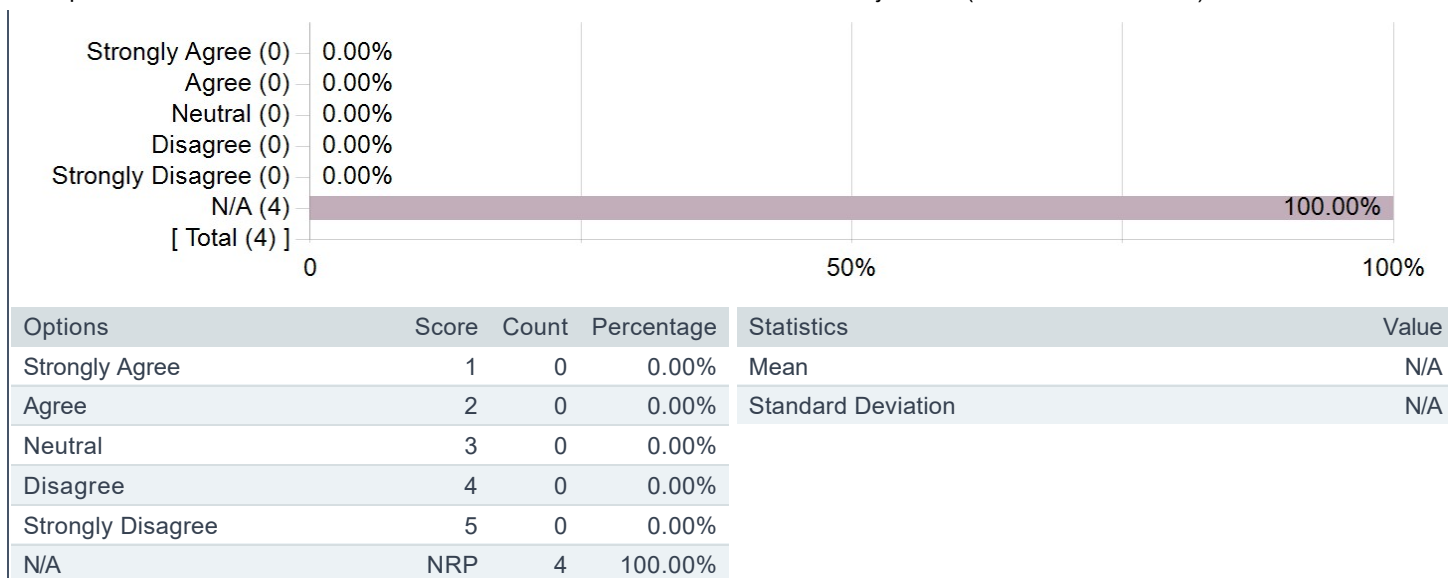 Strongly Agree (0) 0.00%
Agree (0) 0.00%
Neutral (0) 0.00%
Disagree (0) 0.00%
Strongly Disagree (0) 0.00%
N/A (4) 100.00%
[ Total (4) ]
0 50% 100%
Options Score Count Percentage
Strongly Agree 1 0 0.00%
Agree 2 0 0.00%
Neutral 3 0 0.00%
Disagree 4 0 0.00%
Strongly Disagree 5 0 0.00%
N/A NRP 4 100.00%
Statistics Value
Mean N/A
Standard Deviation N/A